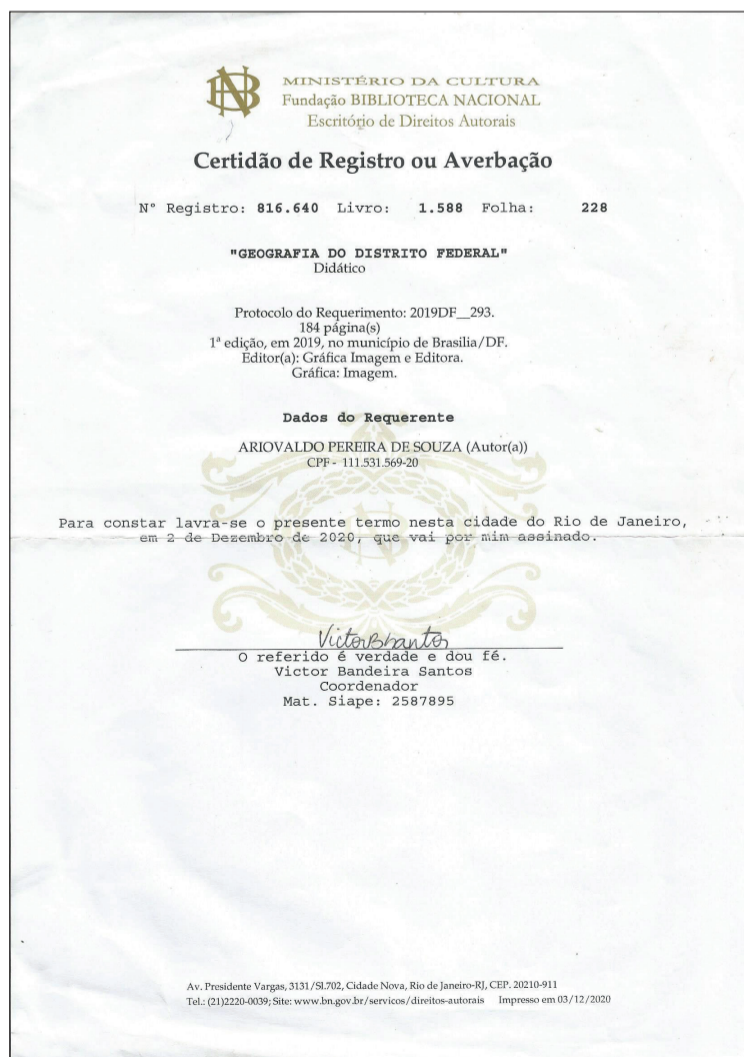 MINISTÉRIO DA CULTURA
Fundação BIBLIOTECA NACIONAL
Escritório de Direitos Autorais
Certidão de Registro ou Averbação
Nº Registro: 816.640 Livro: 1.588 Folha: 228
"GEOGRAFIA DO DISTRITO FEDERAL"
Didático
Protocolo do Requerimento: 2019DF__293.
184 página(s)
1ª edição, em 2019, no município de Brasilia/DF.
Editor(a): Gráfica Imagem e Editora.
Gráfica: Imagem.
Dados do Requerente
ARIOVALDO PEREIRA DE SOUZA (Autor(a))
CPF - 111.531.569-20
Para constar lavra-se o presente termo nesta cidade do Rio de Janeiro,
em 2 de Dezembro de 2020, que vai por mim assinado.
VictorBSantos
O referido é verdade e dou fé.
Victor Bandeira Santos
Coordenador
Mat. Siape: 2587895
Av. Presidente Vargas, 3131/Sl.702, Cidade Nova, Rio de Janeiro-RJ, CEP. 20210-911
Tel.: (21)2220-0039; Site: www.bn.gov.br/servicos/direitos-autorais Impresso em 03/12/2020